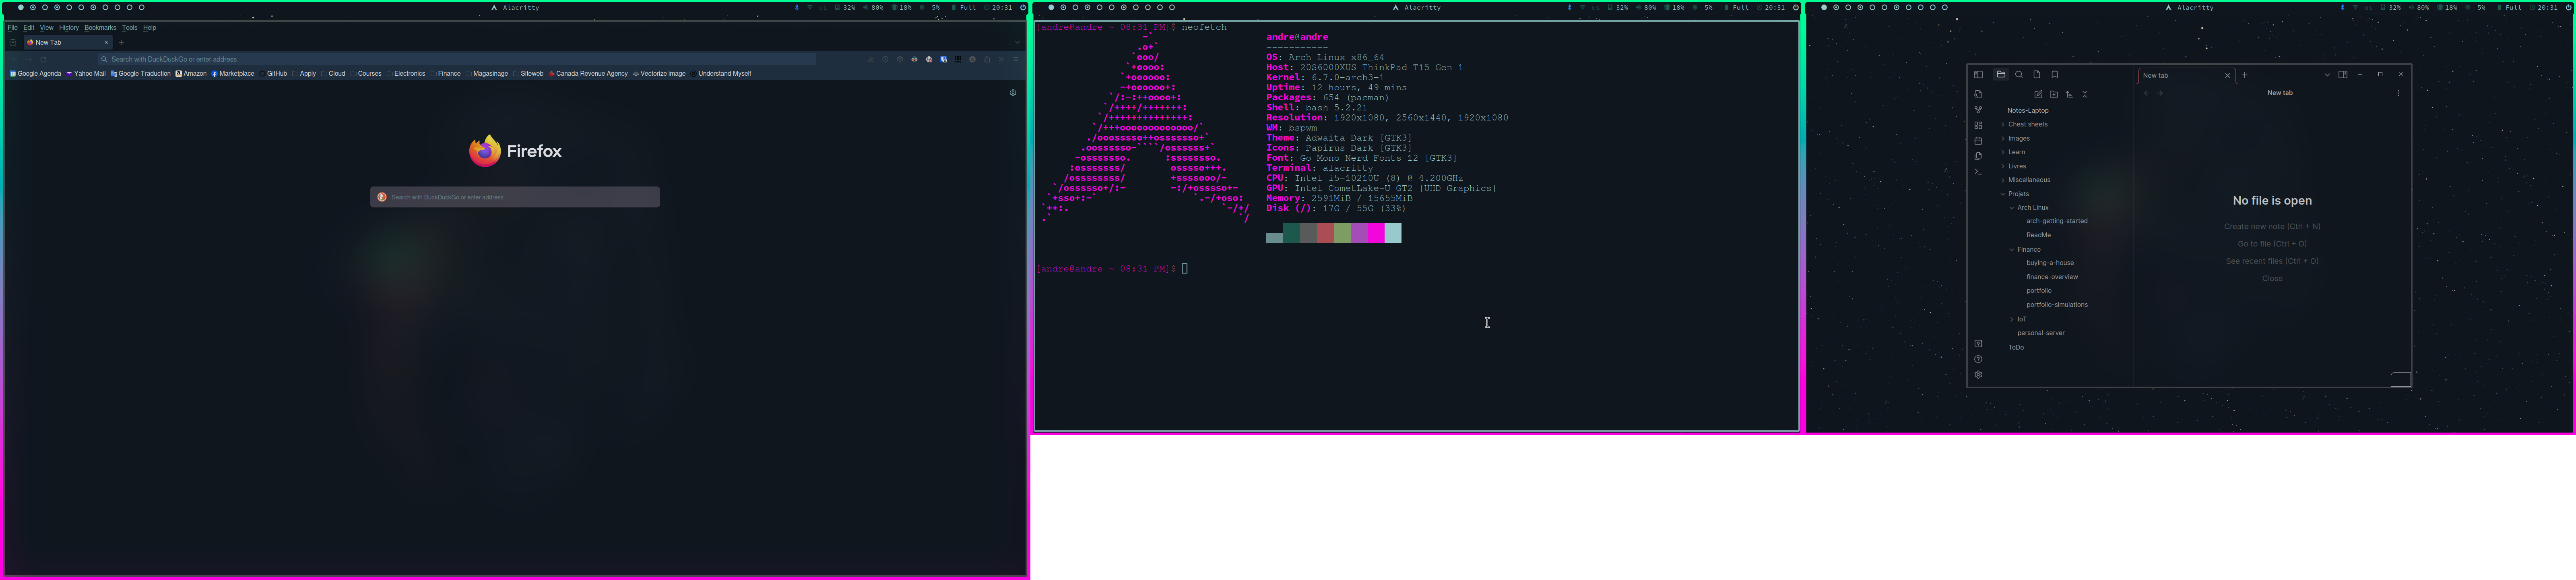 Alacritty
32% 80% 18% 5% Full 20:31
File Edit View History Bookmarks Tools Help
New Tab
Search with DuckDuckGo or enter address
Google Agenda Yahoo Mail Google Traduction Amazon Marketplace GitHub Apply Cloud Courses Electronics Finance Magasinage Siteweb Canada Revenue Agency Vectorize image Understand Myself
Firefox
Search with DuckDuckGo or enter address
Alacritty
32% 80% 18% 5% Full 20:31
[andre@andre ~ 08:31 PM]$ neofetch
andre@andre
-----------
OS: Arch Linux x86_64
Host: 20S6000XUS ThinkPad T15 Gen 1
Kernel: 6.7.0-arch3-1
Uptime: 12 hours, 49 mins
Packages: 654 (pacman)
Shell: bash 5.2.21
Resolution: 1920x1080, 2560x1440, 1920x1080
WM: bspwm
Theme: Adwaita-Dark [GTK3]
Icons: Papirus-Dark [GTK3]
Font: Go Mono Nerd Fonts 12 [GTK3]
Terminal: alacritty
CPU: Intel i5-10210U (8) @ 4.200GHz
GPU: Intel CometLake-U GT2 [UHD Graphics]
Memory: 2591MiB / 15655MiB
Disk (/): 17G / 55G (33%)
[andre@andre ~ 08:31 PM]$
Alacritty
32% 80% 18% 5% Full 20:31
New tab
New tab
Notes-Laptop
Cheat sheets
Images
Learn
Livres
Miscellaneous
Projets
Arch Linux
arch-getting-started
ReadMe
Finance
buying-a-house
finance-overview
portfolio
portfolio-simulations
IoT
personal-server
ToDo
No file is open
Create new note (Ctrl + N)
Go to file (Ctrl + O)
See recent files (Ctrl + O)
Close